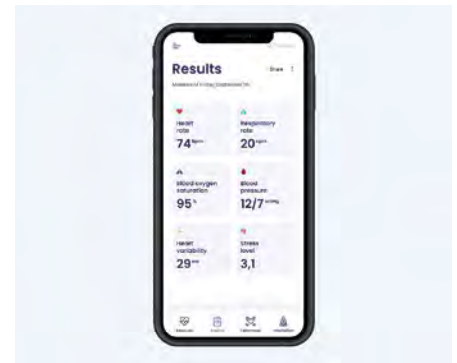 Results
Share
Heart
rate
74 bpm
Respiratory
rate
20
Blood oxygen
saturation
95 %
Blood
pressure
12/7
Heart
variability
29
Stress
level
3,1